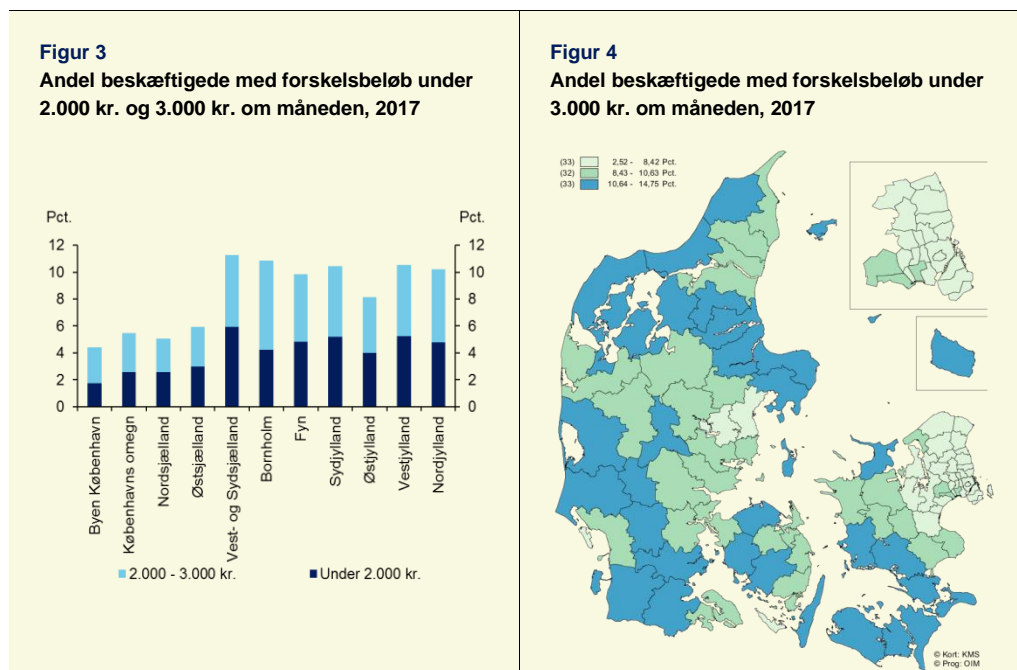 Figur 3
Andel beskæftigede med forskelsbeløb under
2.000 kr. og 3.000 kr. om måneden, 2017
Pct.
Pct.
12
12
10
10
8
8
6
6
4
4
2
2
0
0
Byen København
Københavns omegn
Nordsjælland
Østsjælland
Vest- og Sydsjælland
Bornholm
Fyn
Sydjylland
Østjylland
Vestjylland
Nordjylland
2.000 - 3.000 kr.
Under 2.000 kr.
Figur 4
Andel beskæftigede med forskelsbeløb under
3.000 kr. om måneden, 2017
(33) 2,52 - 8,42 Pct.
(32) 8,43 - 10,63 Pct.
(33) 10,64 - 14,75 Pct.
© Kort: KMS
© Prog: OIM